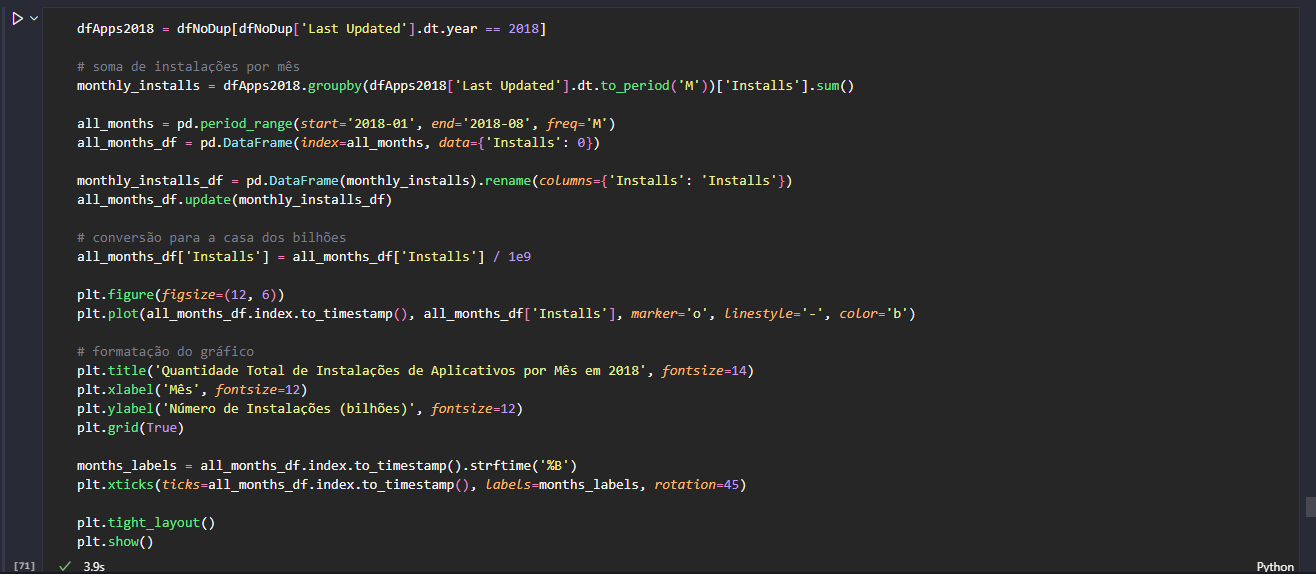 dfApps2018 = dfNoDup[dfNoDup['Last Updated'].dt.year == 2018]
# soma de instalações por mês
monthly_installs = dfApps2018.groupby(dfApps2018['Last Updated'].dt.to_period('M'))['Installs'].sum()
all_months = pd.period_range(start='2018-01', end='2018-08', freq='M')
all_months_df = pd.DataFrame(index=all_months, data={'Installs': 0})
monthly_installs_df = pd.DataFrame(monthly_installs).rename(columns={'Installs': 'Installs'})
all_months_df.update(monthly_installs_df)
# conversão para a casa dos bilhões
all_months_df['Installs'] = all_months_df['Installs'] / 1e9
plt.figure(figsize=(12, 6))
plt.plot(all_months_df.index.to_timestamp(), all_months_df['Installs'], marker='o', linestyle='-', color='b')
# formatação do gráfico
plt.title('Quantidade Total de Instalações de Aplicativos por Mês em 2018', fontsize=14)
plt.xlabel('Mês', fontsize=12)
plt.ylabel('Número de Instalações (bilhões)', fontsize=12)
plt.grid(True)
months_labels = all_months_df.index.to_timestamp().strftime('%B')
plt.xticks(ticks=all_months_df.index.to_timestamp(), labels=months_labels, rotation=45)
plt.tight_layout()
plt.show()
[71] 3.9s Python